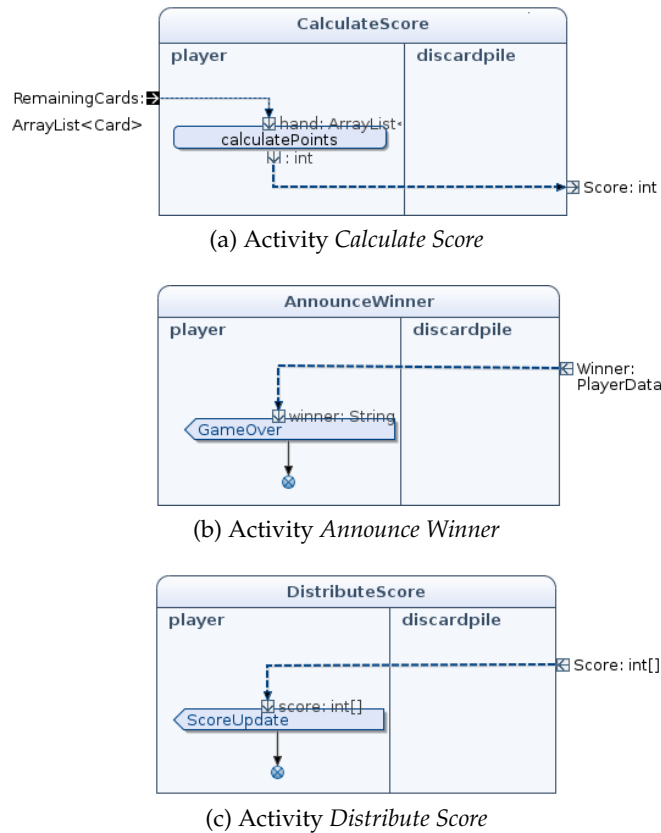 CalculateScore
player
discardpile
RemainingCards:
ArrayList<Card>
hand: ArrayList<
calculatePoints
: int
Score: int
(a) Activity Calculate Score
AnnounceWinner
player
discardpile
Winner:
PlayerData
winner: String
GameOver
(b) Activity Announce Winner
DistributeScore
player
discardpile
Score: int[]
score: int[]
ScoreUpdate
(c) Activity Distribute Score